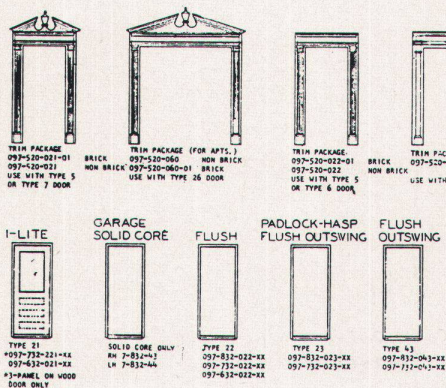 TRIM PACKAGE
097-520-021-01 BRICK
097-520-021 NON BRICK
USE WITH TYPE 5
OR TYPE 7 DOOR
TRIM PACKAGE (FOR APTS.)
097-520-060 NON BRICK
097-520-060-01 BRICK
USE WITH TYPE 26 DOOR
TRIM PACKAGE
097-520-022-01 BRICK
097-520-022 NON BRICK
USE WITH TYPE 5
OR TYPE 6 DOOR
TRIM
USE WITH
1-LITE
TYPE 21
*097-732-221-XX
097-632-021-XX
*3-PANEL ON WOOD
DOOR ONLY
GARAGE
SOLID CORE
SOLID CORE ONLY
RH 7-832-43
LH 7-832-44
FLUSH
TYPE 22
097-832-022-XX
097-732-022-XX
097-632-022-XX
PADLOCK-HASP
FLUSH OUTSWING
TYPE 23
097-832-023-XX
097-732-023-XX
FLUSH
OUTSWING
TYPE 43
097-832-043-XX
097-732-043-XX